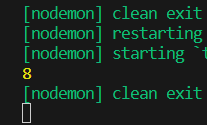 [nodemon] clean exit
[nodemon] restarting
[nodemon] starting `
8
[nodemon] clean exit